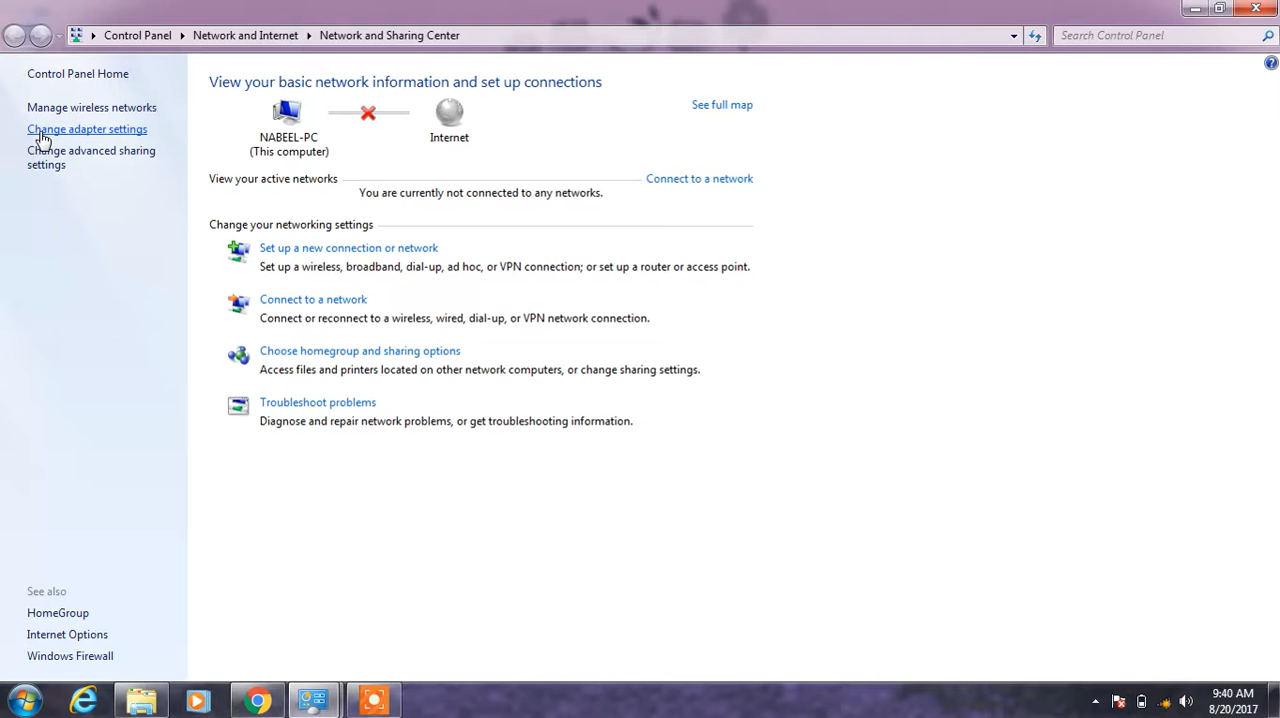 Control Panel
Network and Internet
Network and Sharing Center
Search Control Panel
Control Panel Home
Manage wireless networks
Change adapter settings
Change advanced sharing
settings
See also
HomeGroup
Internet Options
Windows Firewall
View your basic network information and set up connections
See full map
NABEEL-PC
(This computer)
Internet
View your active networks
Connect to a network
You are currently not connected to any networks.
Change your networking settings
Set up a new connection or network
Set up a wireless, broadband, dial-up, ad hoc, or VPN connection; or set up a router or access point.
Connect to a network
Connect or reconnect to a wireless, wired, dial-up, or VPN network connection.
Choose homegroup and sharing options
Access files and printers located on other network computers, or change sharing settings.
Troubleshoot problems
Diagnose and repair network problems, or get troubleshooting information.
9:40 AM
8/20/2017